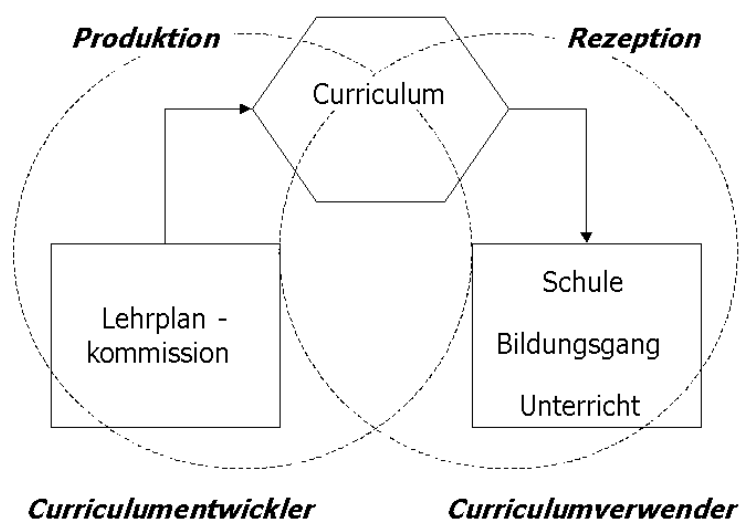 Produktion
Rezeption
Curriculum
Lehrplan -
kommission
Schule
Bildungsgang
Unterricht
Curriculumentwickler
Curriculumverwender